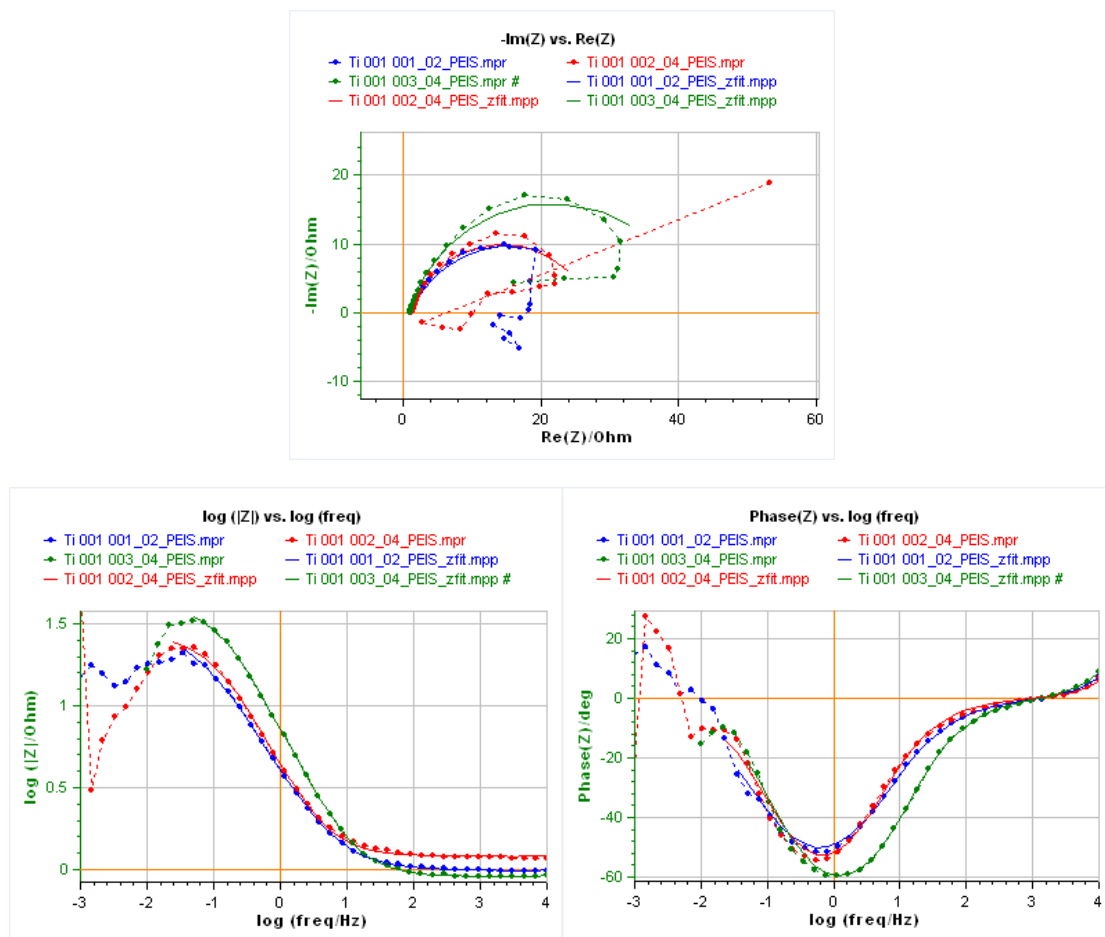 -Im(Z) vs. Re(Z)
Ti 001 001_02_PEIS.mpr Ti 001 002_04_PEIS.mpr
Ti 001 003_04_PEIS.mpr # Ti 001 001_02_PEIS_zfit.mpp
Ti 001 002_04_PEIS_zfit.mpp Ti 001 003_04_PEIS_zfit.mpp
20
10
0
-10
-Im(Z)/Ohm
0 20 40 60
Re(Z)/Ohm
log (|Z|) vs. log (freq)
Ti 001 001_02_PEIS.mpr Ti 001 002_04_PEIS.mpr
Ti 001 003_04_PEIS.mpr Ti 001 001_02_PEIS_zfit.mpp
Ti 001 002_04_PEIS_zfit.mpp Ti 001 003_04_PEIS_zfit.mpp #
1.5
1
0.5
0
log (|Z|/Ohm)
-3 -2 -1 0 1 2 3 4
log (freq/Hz)
Phase(Z) vs. log (freq)
Ti 001 001_02_PEIS.mpr Ti 001 002_04_PEIS.mpr
Ti 001 003_04_PEIS.mpr Ti 001 001_02_PEIS_zfit.mpp
Ti 001 002_04_PEIS_zfit.mpp Ti 001 003_04_PEIS_zfit.mpp #
20
0
-20
-40
-60
Phase(Z)/deg
-3 -2 -1 0 1 2 3 4
log (freq/Hz)